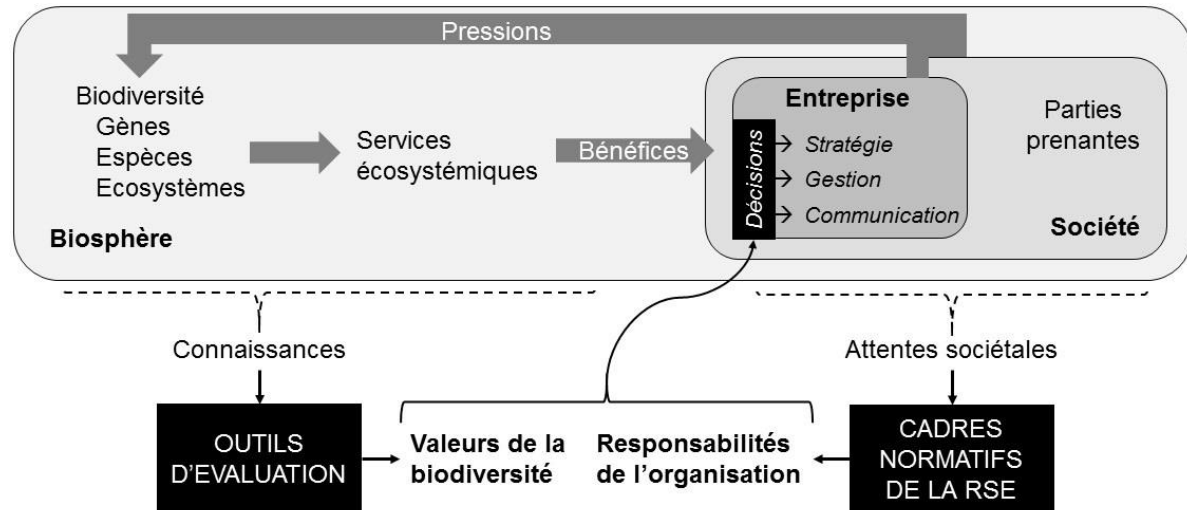 Pressions
Biodiversité
Gènes
Espèces
Ecosystèmes
Biosphère
Services
écosystémiques
Bénéfices
Entreprise
Décisions
Stratégie
Gestion
Communication
Parties
prenantes
Société
Connaissances
Attentes sociétales
OUTILS
D'EVALUATION
Valeurs de la
biodiversité
Responsabilités
de l'organisation
CADRES
NORMATIFS
DE LA RSE